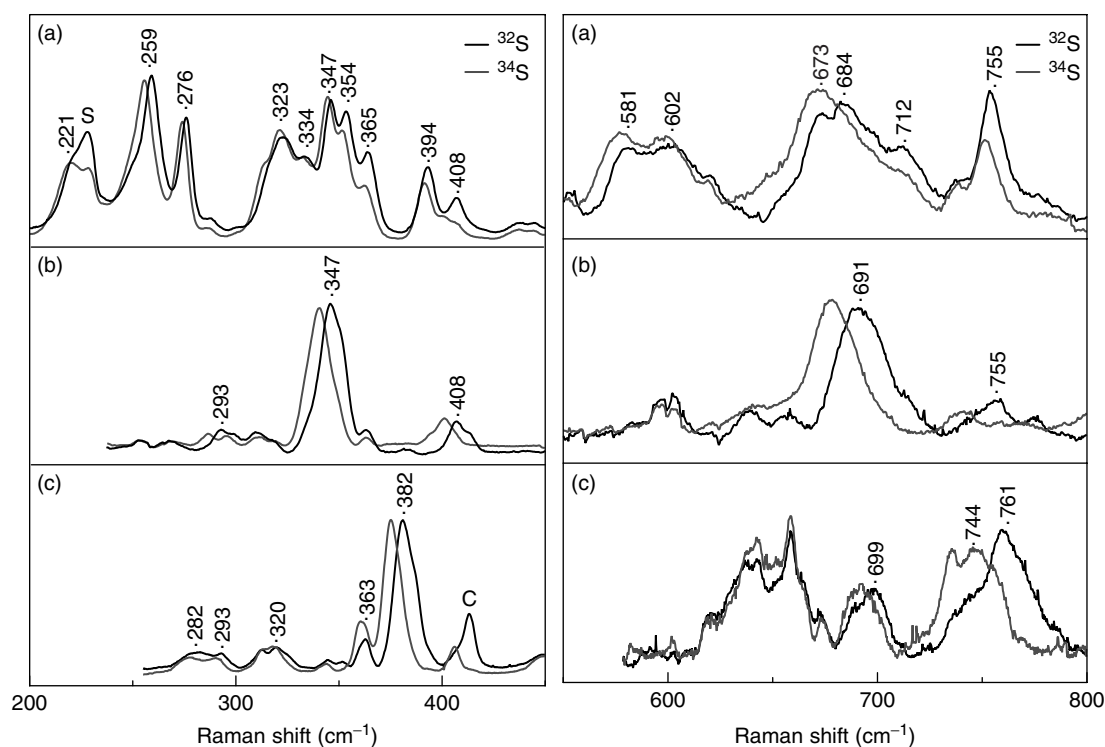 (a)
³²S
³⁴S
221
S
·259
·276
·323
·334
·347
·354
·365
·394
·408
(b)
·293
·347
·408
(c)
·282
·293
·320
·363
·382
C
200
300
400
Raman shift (cm⁻¹)
(a)
³²S
³⁴S
·581
·602
673
·684
·712
·755
(b)
·691
·755
(c)
·699
·744
·761
600
700
800
Raman shift (cm⁻¹)